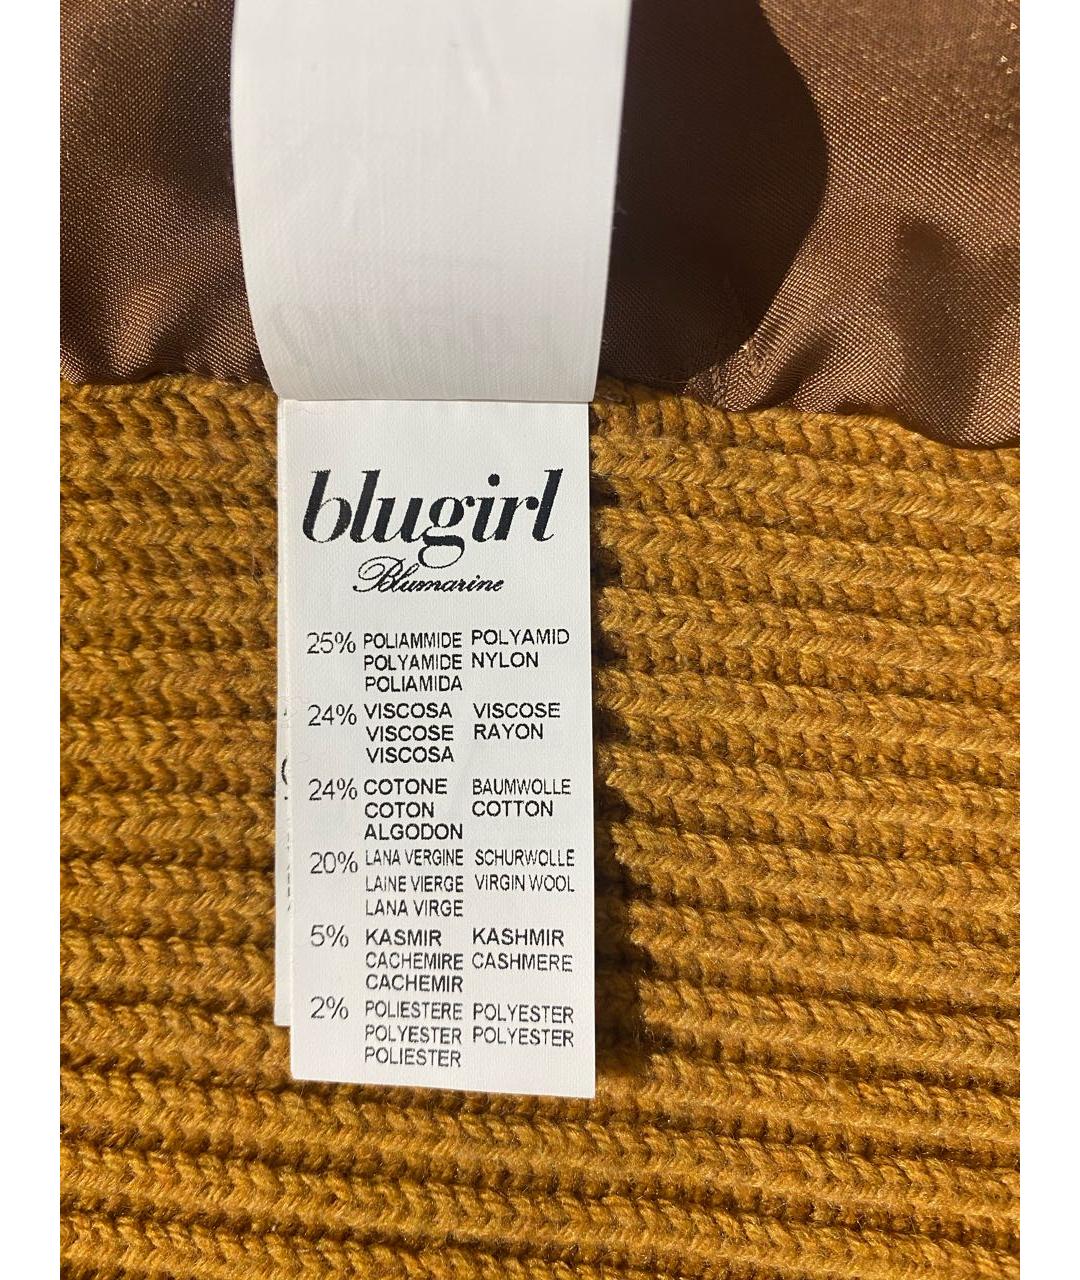 blugirl
Blumarine
25% POLIAMMIDE POLYAMID
POLYAMIDE NYLON
POLIAMIDA
24% VISCOSA VISCOSE
VISCOSE RAYON
VISCOSA
24% COTONE BAUMWOLLE
COTON COTTON
ALGODON
20% LANA VERGINE SCHURWOLLE
LAINE VIERGE VIRGIN WOOL
LANA VIRGE
5% KASMIR KASHMIR
CACHEMIRE CASHMERE
CACHEMIR
2% POLIESTERE POLYESTER
POLYESTER POLYESTER
POLIESTER